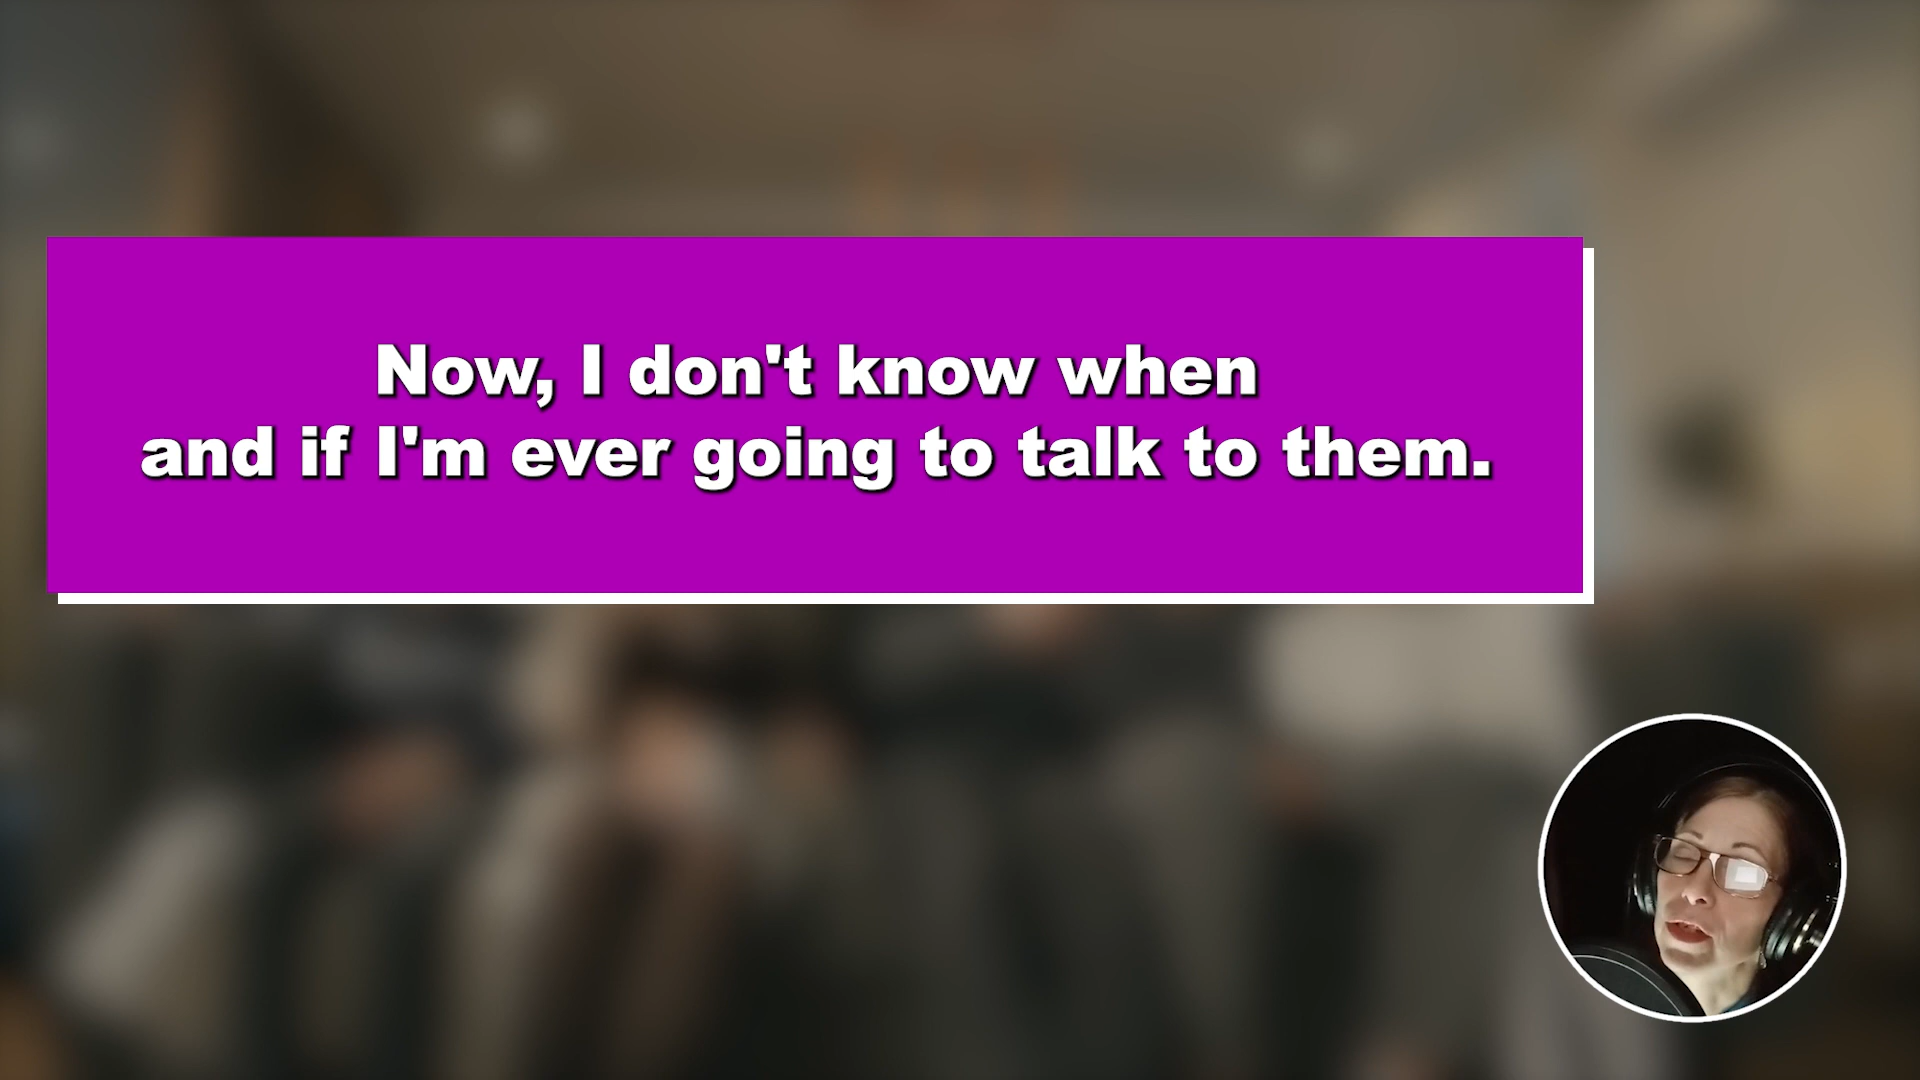 Now, I don't know when
and if I'm ever going to talk to them.